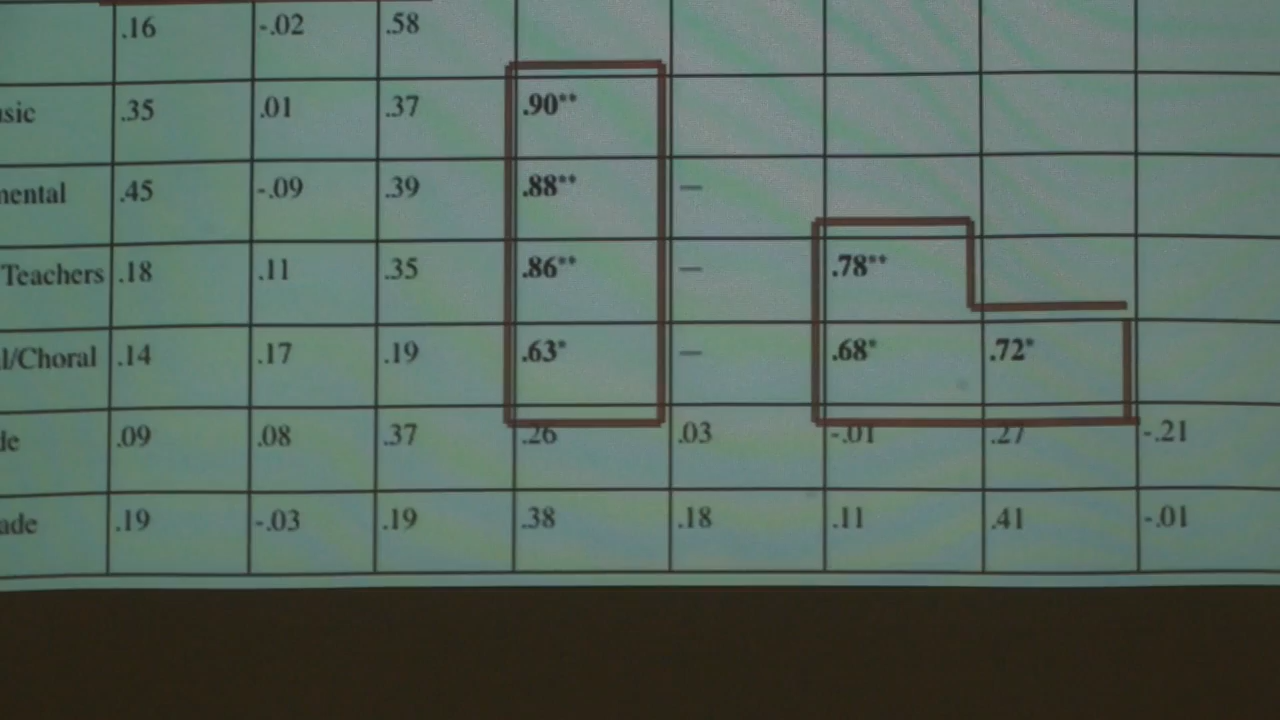 .16 -.02 .58
sic .35 .01 .37 .90**
mental .45 -.09 .39 .88** —
Teachers .18 .11 .35 .86** — .78**
l/Choral .14 .17 .19 .63* — .68* .72*
de .09 .08 .37 .26 .03 -.01 .27 -.21
ade .19 -.03 .19 .38 .18 .11 .41 -.01